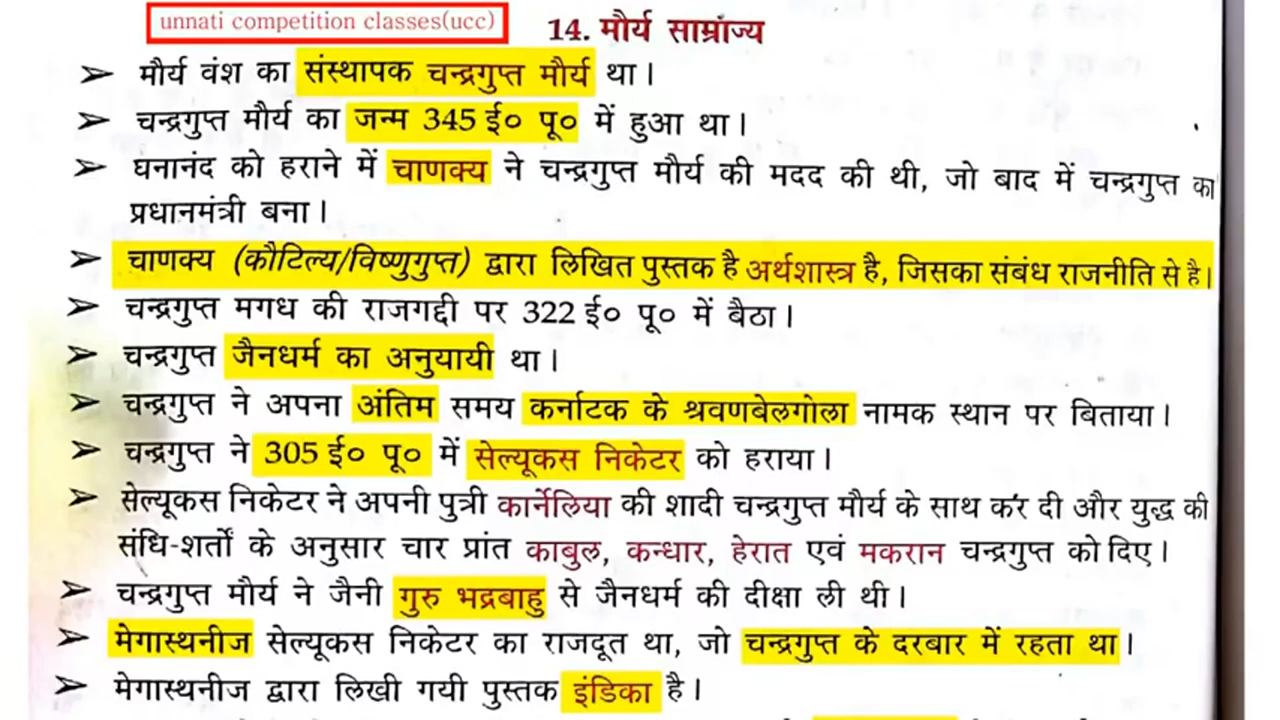 unnati competition classes(ucc)
14. मौर्य साम्राज्य
➤ मौर्य वंश का संस्थापक चन्द्रगुप्त मौर्य था।
➤ चन्द्रगुप्त मौर्य का जन्म 345 ई० पू० में हुआ था।
➤ घनानंद को हराने में चाणक्य ने चन्द्रगुप्त मौर्य की मदद की थी, जो बाद में चन्द्रगुप्त का
प्रधानमंत्री बना।
➤ चाणक्य (कौटिल्य/विष्णुगुप्त) द्वारा लिखित पुस्तक है अर्थशास्त्र है, जिसका संबंध राजनीति से है।
➤ चन्द्रगुप्त मगध की राजगद्दी पर 322 ई० पू० में बैठा।
➤ चन्द्रगुप्त जैनधर्म का अनुयायी था।
➤ चन्द्रगुप्त ने अपना अंतिम समय कर्नाटक के श्रवणबेलगोला नामक स्थान पर बिताया।
➤ चन्द्रगुप्त ने 305 ई० पू० में सेल्यूकस निकेटर को हराया।
➤ सेल्यूकस निकेटर ने अपनी पुत्री कार्नेलिया की शादी चन्द्रगुप्त मौर्य के साथ कर दी और युद्ध की
संधि-शर्तों के अनुसार चार प्रांत काबुल, कन्धार, हेरात एवं मकरान चन्द्रगुप्त को दिए।
➤ चन्द्रगुप्त मौर्य ने जैनी गुरु भद्रबाहु से जैनधर्म की दीक्षा ली थी।
➤ मेगास्थनीज सेल्यूकस निकेटर का राजदूत था, जो चन्द्रगुप्त के दरबार में रहता था।
➤ मेगास्थनीज द्वारा लिखी गयी पुस्तक इंडिका है।